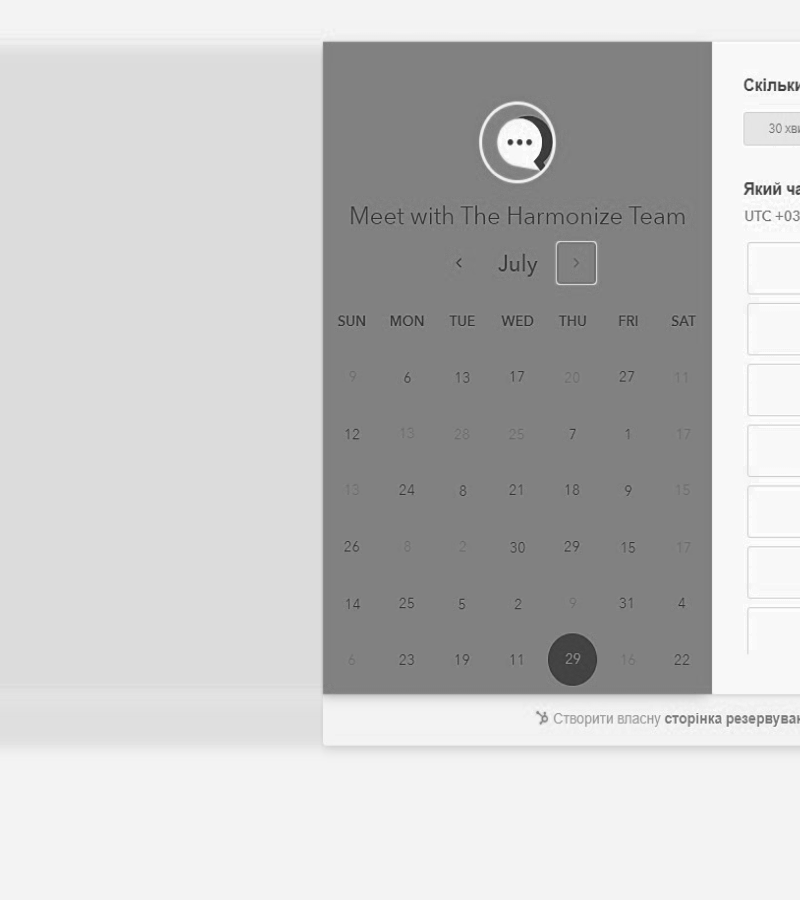 Meet with The Harmonize Team
July
SUN MON TUE WED THU FRI SAT
9 6 13 17 20 27 11
12 13 28 25 7 1 17
13 24 8 21 18 9 15
26 8 2 30 29 15 17
14 25 5 2 9 31 4
6 23 19 11 29 16 22
Скільки
30 хви
Який ча
UTC +03
Створити власну сторінка резервуван